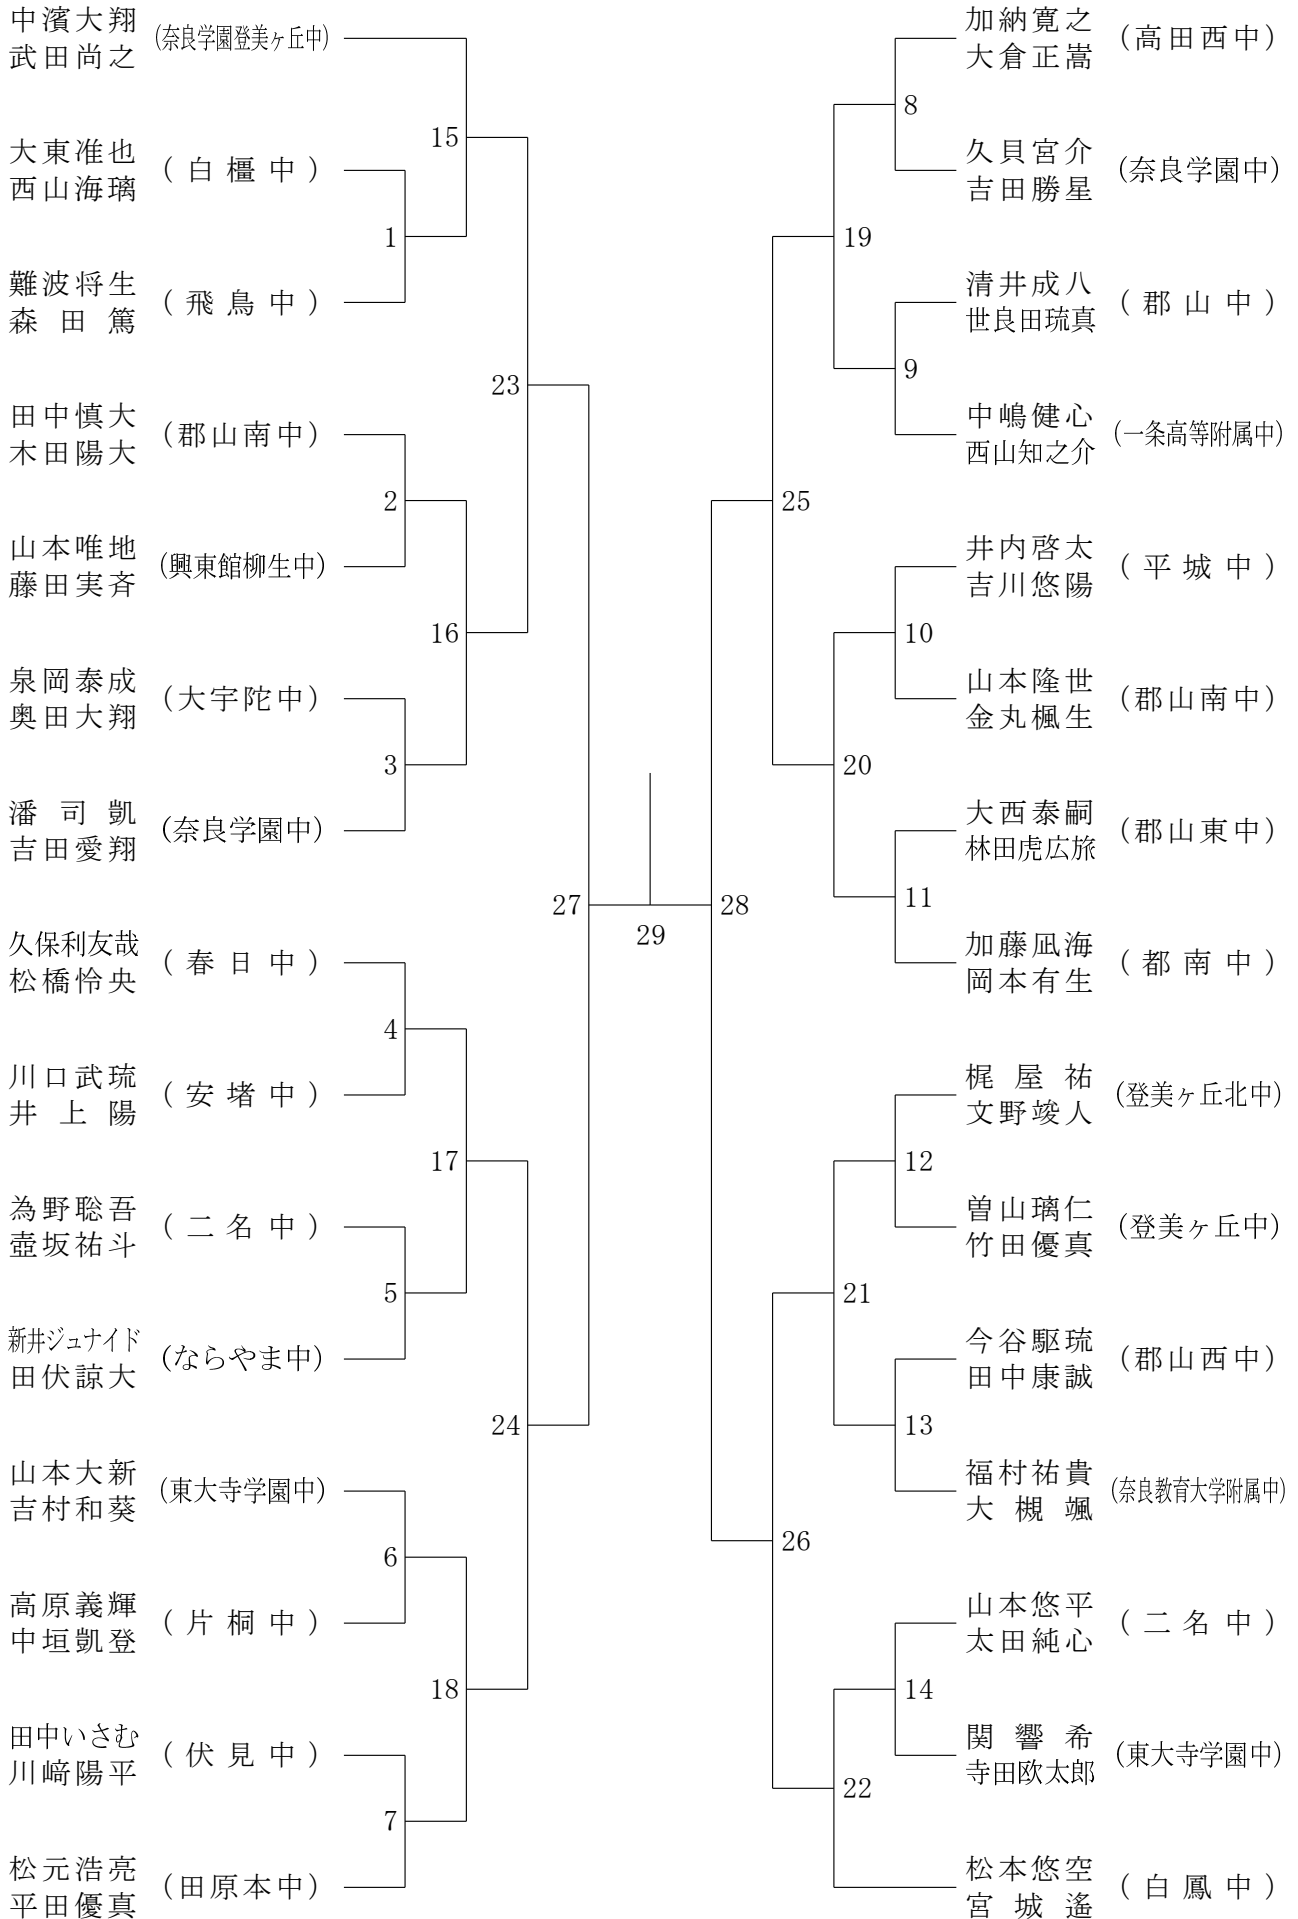 中濱大翔
武田尚之
(奈良学園登美ヶ丘中)
大東准也
西山海璃
(白橿中)
難波将生
森田篤
(飛鳥中)
田中慎大
木田陽大
(郡山南中)
山本唯地
藤田実斉
(興東館柳生中)
泉岡泰成
奥田大翔
(大宇陀中)
潘司凱
吉田愛翔
(奈良学園中)
久保利友哉
松橋怜央
(春日中)
川口武琉
井上陽
(安堵中)
為野聡吾
壺坂祐斗
(二名中)
新井ジュナイド
田伏諒大
(ならやま中)
山本大新
吉村和葵
(東大寺学園中)
高原義輝
中垣凱登
(片桐中)
田中いさむ
川﨑陽平
(伏見中)
松元浩亮
平田優真
(田原本中)
15
1
23
2
16
3
27
4
17
5
24
6
18
7
29
28
8
19
9
25
10
20
11
12
21
13
26
14
22
加納寛之
大倉正嵩
(高田西中)
久貝宮介
吉田勝星
(奈良学園中)
清井成八
世良田琉真
(郡山中)
中嶋健心
西山知之介
(一条高等附属中)
井内啓太
吉川悠陽
(平城中)
山本隆世
金丸楓生
(郡山南中)
大西泰嗣
林田虎広旅
(郡山東中)
加藤凪海
岡本有生
(都南中)
梶屋祐
文野竣人
(登美ヶ丘北中)
曽山璃仁
竹田優真
(登美ヶ丘中)
今谷駆琉
田中康誠
(郡山西中)
福村祐貴
大槻颯
(奈良教育大学附属中)
山本悠平
太田純心
(二名中)
関響希
寺田欧太郎
(東大寺学園中)
松本悠空
宮城遙
(白鳳中)